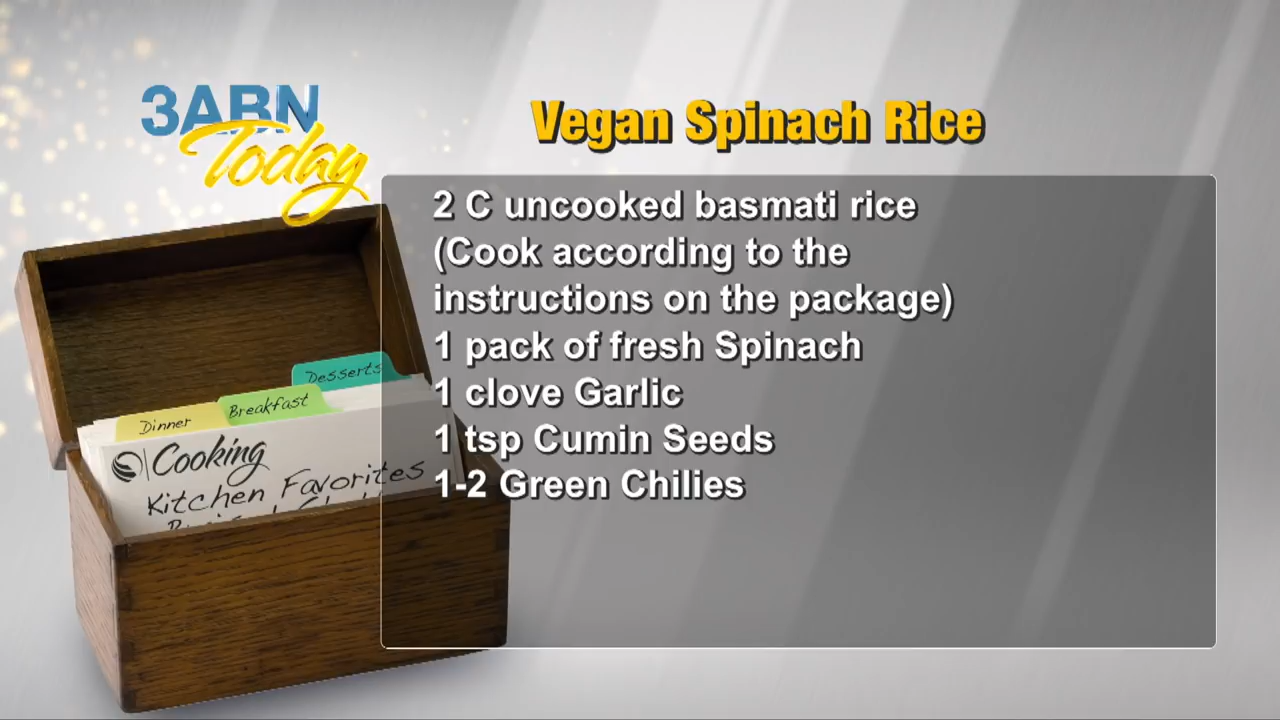 3ABN
Today
Vegan Spinach Rice
2 C uncooked basmati rice
(Cook according to the
instructions on the package)
1 pack of fresh Spinach
1 clove Garlic
1 tsp Cumin Seeds
1-2 Green Chilies
Desserts
Breakfast
Dinner
Cooking
Kitchen Favorites